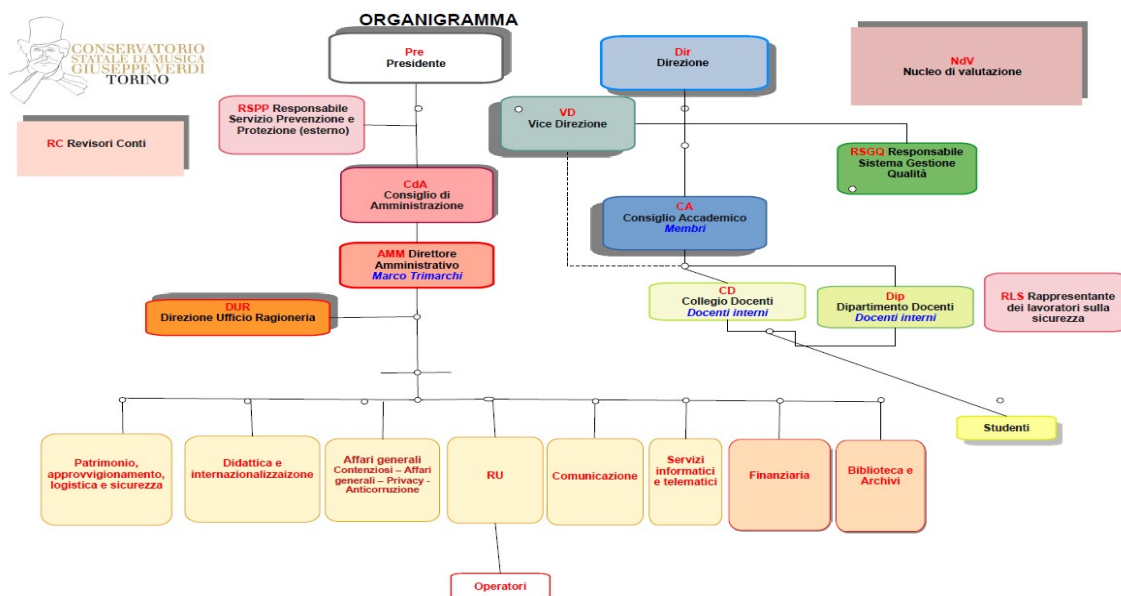 ORGANIGRAMMA
CONSERVATORIO
STATALE DI MUSICA
GIUSEPPE VERDI
TORINO
Pre
Presidente
Dir
Direzione
NdV
Nucleo di valutazione
RSPP Responsabile
Servizio Prevenzione e
Protezione (esterno)
VD
Vice Direzione
RC Revisori Conti
RSGQ Responsabile
Sistema Gestione
Qualità
CdA
Consiglio di
Amministrazione
CA
Consiglio Accademico
Membri
AMM Direttore
Amministrativo
Marco Trimarchi
CD
Collegio Docenti
Docenti interni
Dip
Dipartimento Docenti
Docenti interni
RLS Rappresentante
dei lavoratori sulla
sicurezza
DUR
Direzione Ufficio Ragioneria
Studenti
Patrimonio,
approvvigionamento,
logistica e sicurezza
Didattica e
internazionalizzaizone
Affari generali
Contenziosi – Affari
generali – Privacy -
Anticorruzione
RU
Comunicazione
Servizi
informatici
e telematici
Finanziaria
Biblioteca e
Archivi
Operatori